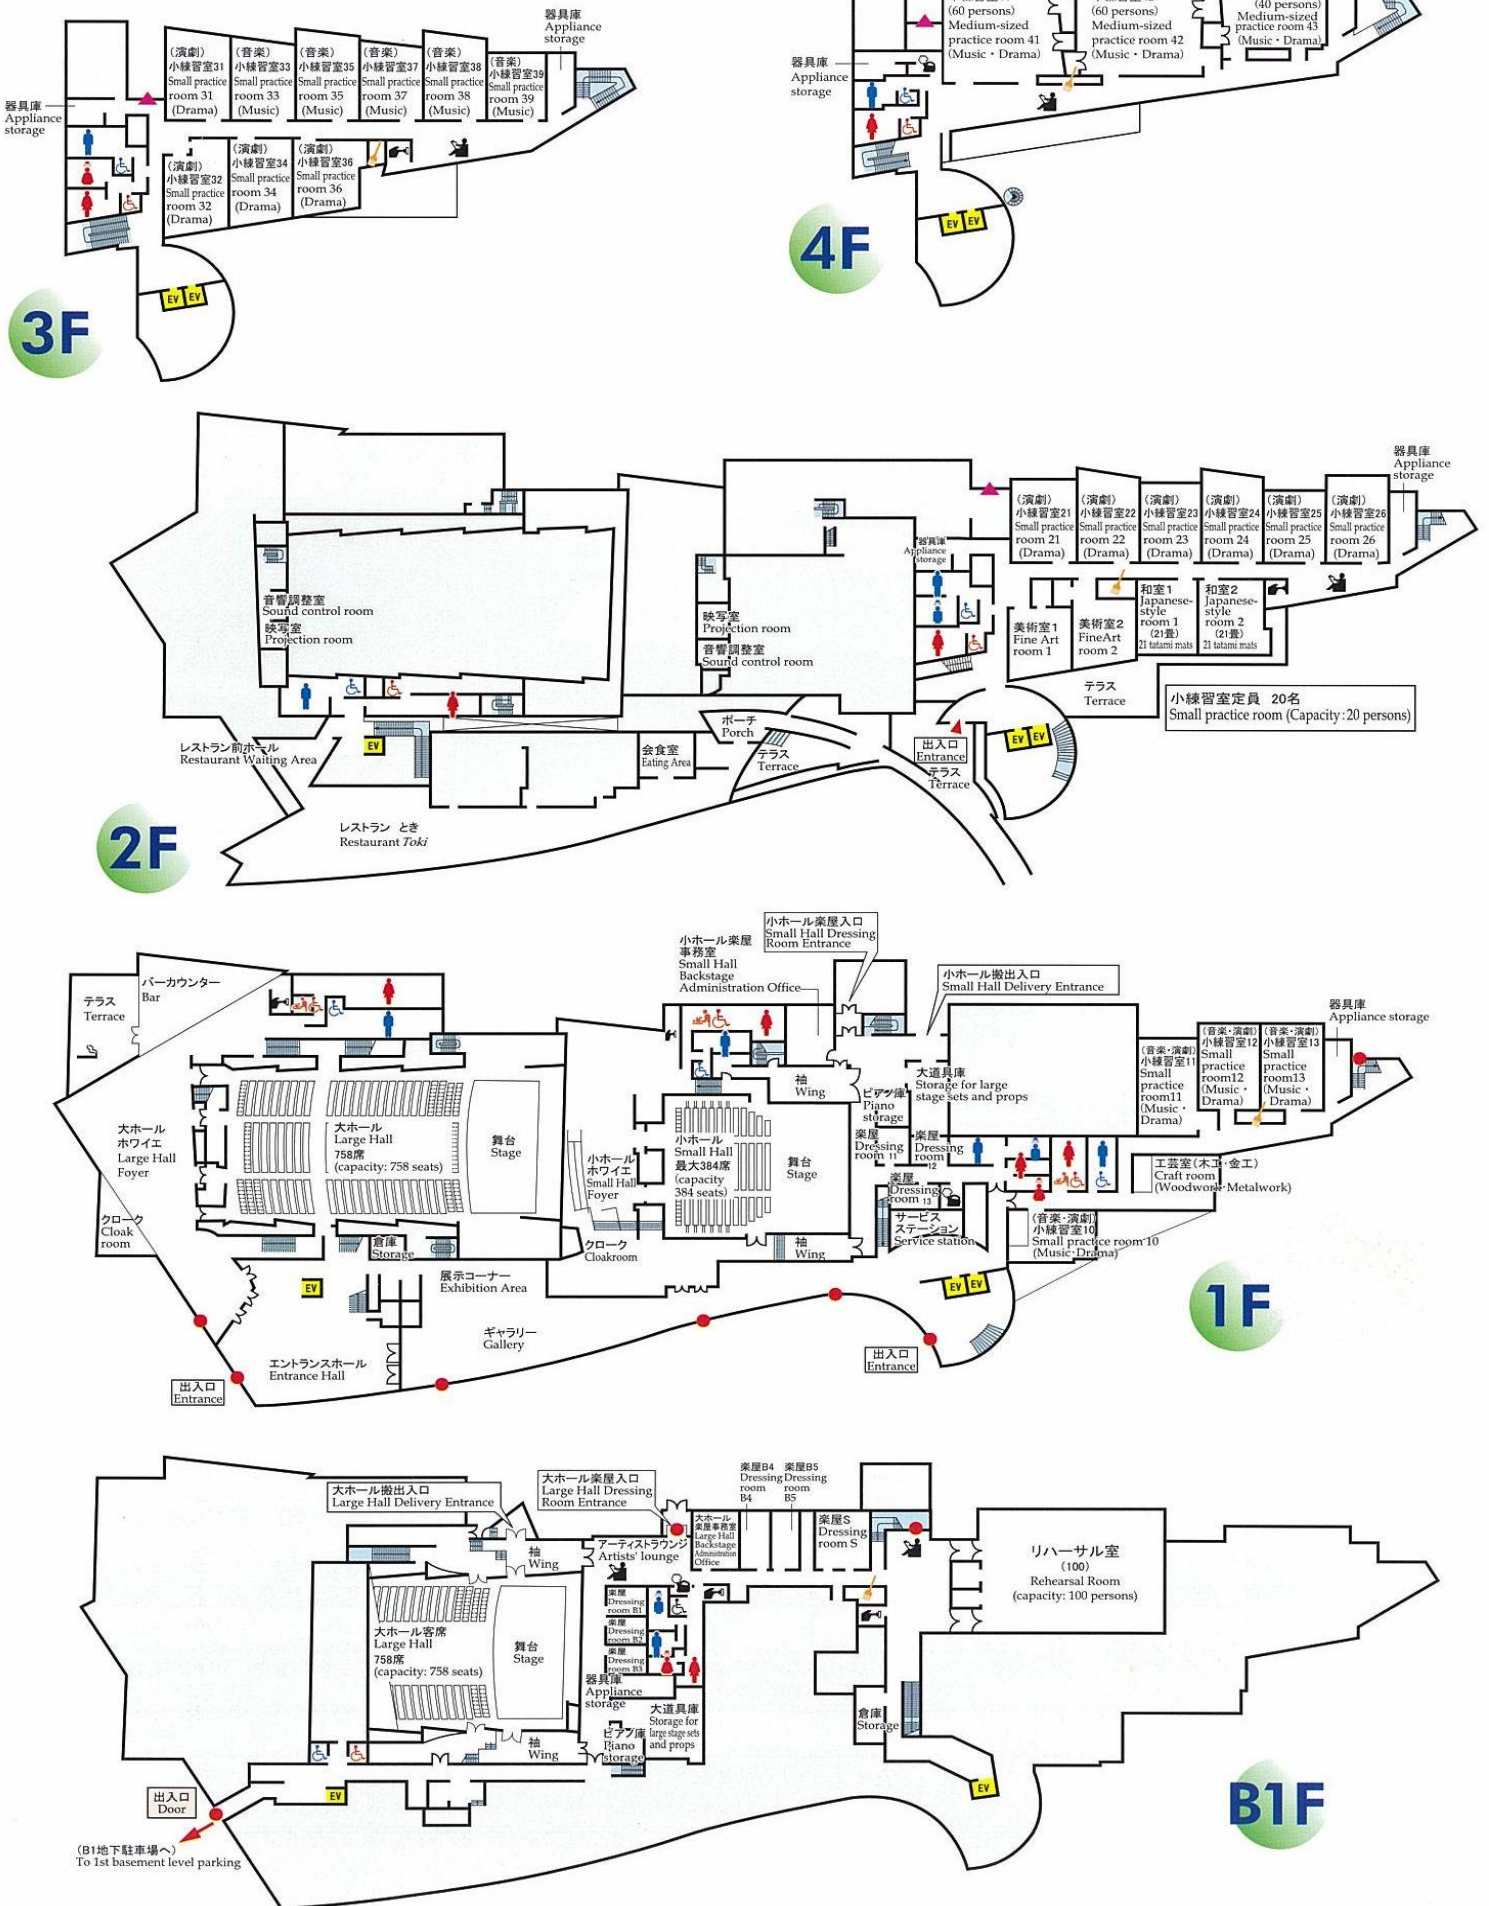 器具庫
Appliance
storage
(演劇)
小練習室31
Small practice
room 31
(Drama)
(音楽)
小練習室33
Small practice
room 33
(Music)
(音楽)
小練習室35
Small practice
room 35
(Music)
(音楽)
小練習室37
Small practice
room 37
(Music)
(音楽)
小練習室38
Small practice
room 38
(Music)
(音楽)
小練習室39
Small practice
room 39
(Music)
器具庫
Appliance
storage
(演劇)
小練習室32
Small practice
room 32
(Drama)
(演劇)
小練習室34
Small practice
room 34
(Drama)
(演劇)
小練習室36
Small practice
room 36
(Drama)
EV EV
3F
(60 persons)
Medium-sized
practice room 41
(Music・Drama)
(60 persons)
Medium-sized
practice room 42
(Music・Drama)
(40 persons)
Medium-sized
practice room 43
(Music・Drama)
器具庫
Appliance
storage
EV EV
4F
器具庫
Appliance
storage
(演劇)
小練習室21
Small practice
room 21
(Drama)
(演劇)
小練習室22
Small practice
room 22
(Drama)
(演劇)
小練習室23
Small practice
room 23
(Drama)
(演劇)
小練習室24
Small practice
room 24
(Drama)
(演劇)
小練習室25
Small practice
room 25
(Drama)
(演劇)
小練習室26
Small practice
room 26
(Drama)
器具庫
Appliance
storage
音響調整室
Sound control room
映写室
Projection room
映写室
Projection room
音響調整室
Sound control room
美術室1
Fine Art
room 1
美術室2
FineArt
room 2
和室1
Japanese-
style
room 1
(21畳)
21 tatami mats
和室2
Japanese-
style
room 2
(21畳)
21 tatami mats
テラス
Terrace
小練習室定員 20名
Small practice room (Capacity:20 persons)
レストラン前ホール
Restaurant Waiting Area
EV
会食室
Eating Area
ポーチ
Porch
テラス
Terrace
出入口
Entrance
テラス
Terrace
EV EV
レストラン とき
Restaurant Toki
2F
小ホール楽屋入口
Small Hall Dressing
Room Entrance
小ホール楽屋
事務室
Small Hall
Backstage
Administration Office
小ホール搬出入口
Small Hall Delivery Entrance
テラス
Terrace
バーカウンター
Bar
器具庫
Appliance storage
(音楽・演劇)
小練習室11
Small
practice
room11
(Music・
Drama)
(音楽・演劇)
小練習室12
Small
practice
room12
(Music・
Drama)
(音楽・演劇)
小練習室13
Small
practice
room13
(Music・
Drama)
大ホール
ホワイエ
Large Hall
Foyer
大ホール
Large Hall
758席
(capacity: 758 seats)
舞台
Stage
小ホール
ホワイエ
Small Hall
Foyer
小ホール
Small Hall
最大384席
(capacity
384 seats)
舞台
Stage
袖
Wing
ピアノ庫
Piano
storage
大道具庫
Storage for large
stage sets and props
楽屋
Dressing
room 11
楽屋
Dressing
room 12
楽屋
Dressing
room 13
工芸室(木工・金工)
Craft room
(Woodwork・Metalwork)
クローク
Cloak
room
倉庫
Storage
クローク
Cloakroom
袖
Wing
サービス
ステーション
Service station
(音楽・演劇)
小練習室10
Small practice room 10
(Music・Drama)
EV
展示コーナー
Exhibition Area
EV EV
ギャラリー
Gallery
エントランスホール
Entrance Hall
出入口
Entrance
出入口
Entrance
1F
大ホール搬出入口
Large Hall Delivery Entrance
大ホール楽屋入口
Large Hall Dressing
Room Entrance
楽屋B4
Dressing
room
B4
楽屋B5
Dressing
room
B5
袖
Wing
アーティストラウンジ
Artists' lounge
大ホール
楽屋事務室
Large Hall
Backstage
Administration
Office
楽屋S
Dressing
room S
リハーサル室
(100)
Rehearsal Room
(capacity: 100 persons)
大ホール客席
Large Hall
758席
(capacity: 758 seats)
舞台
Stage
楽屋
Dressing
room B1
楽屋
Dressing
room B2
楽屋
Dressing
room B3
器具庫
Appliance
storage
大道具庫
Storage for
large stage sets
and props
ピアノ庫
Piano
storage
袖
Wing
倉庫
Storage
EV
EV
出入口
Door
(B1地下駐車場へ)
To 1st basement level parking
B1F